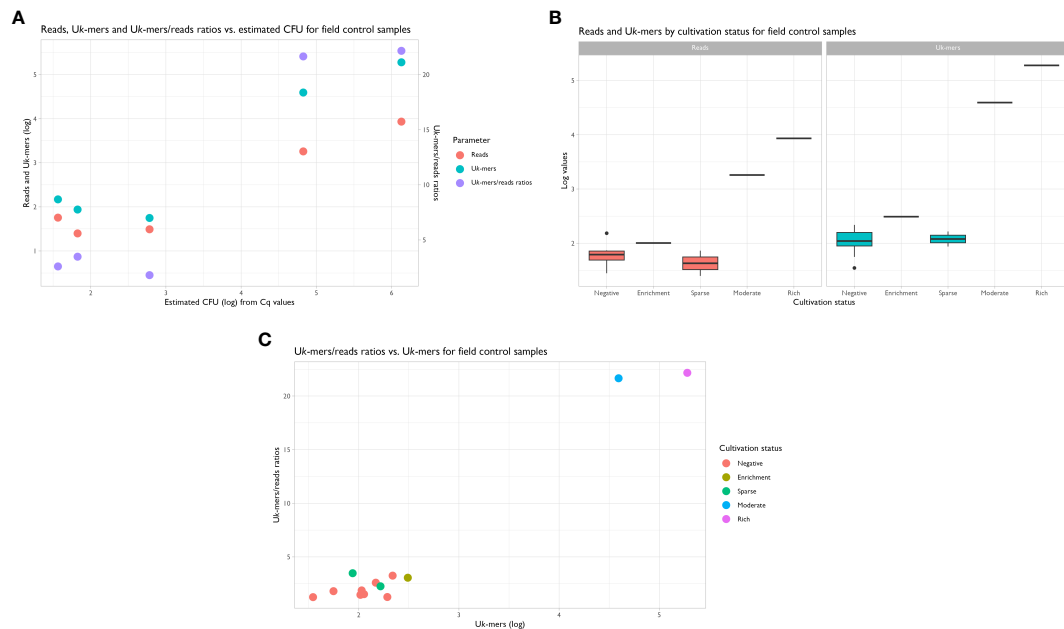 A
Reads, Uk-mers and Uk-mers/reads ratios vs. estimated CFU for field control samples
Reads and Uk-mers (log)
5
4
3
2
1
20
15
10
5
Uk-mers/reads ratios
2
3
4
5
6
Estimated CFU (log) from Cq values
Parameter
Reads
Uk-mers
Uk-mers/reads ratios
B
Reads and Uk-mers by cultivation status for field control samples
Reads
Uk-mers
Log values
5
4
3
2
Negative
Enrichment
Sparse
Moderate
Rich
Negative
Enrichment
Sparse
Moderate
Rich
Cultivation status
C
Uk-mers/reads ratios vs. Uk-mers for field control samples
Uk-mers/reads ratios
20
15
10
5
2
3
4
5
Uk-mers (log)
Cultivation status
Negative
Enrichment
Sparse
Moderate
Rich